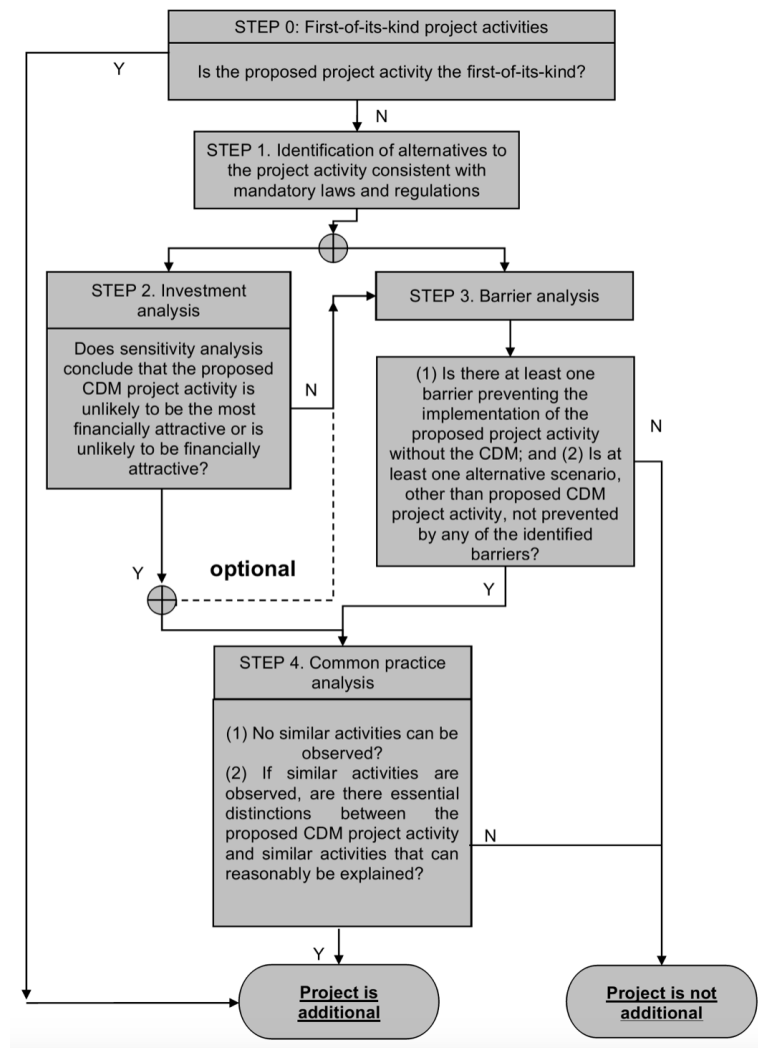 STEP 0: First-of-its-kind project activities
Y
Is the proposed project activity the first-of-its-kind?
N
STEP 1. Identification of alternatives to
the project activity consistent with
mandatory laws and regulations
STEP 2. Investment
analysis
Does sensitivity analysis
conclude that the proposed
CDM project activity is
unlikely to be the most
financially attractive or is
unlikely to be financially
attractive?
N
STEP 3. Barrier analysis
(1) Is there at least one
barrier preventing the
implementation of the
proposed project activity
without the CDM; and (2) Is at
least one alternative scenario,
other than proposed CDM
project activity, not prevented
by any of the identified
barriers?
N
Y
optional
Y
STEP 4. Common practice
analysis
(1) No similar activities can be
observed?
(2) If similar activities are
observed, are there essential
distinctions between the
proposed CDM project activity
and similar activities that can
reasonably be explained?
N
Y
Project is
additional
Project is not
additional